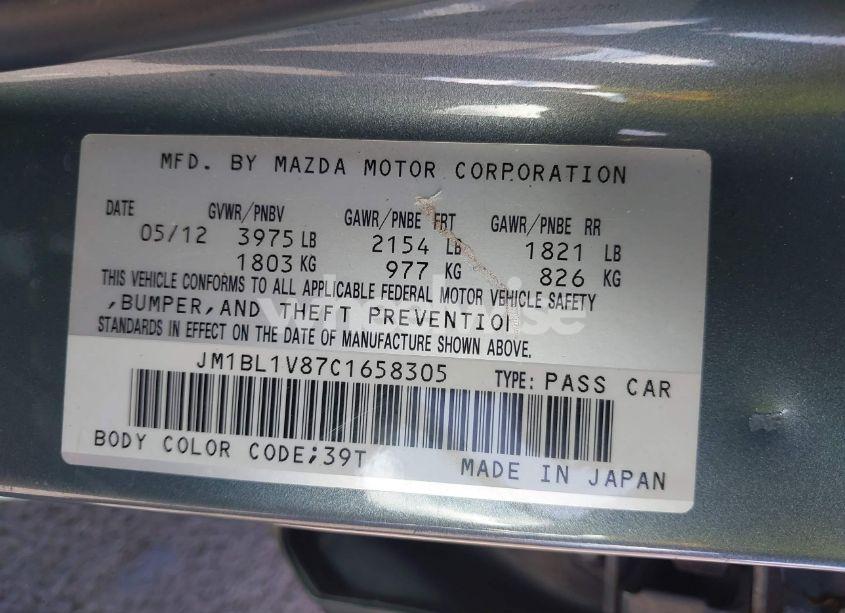 MFD. BY MAZDA MOTOR CORPORATION
DATE GVWR/PNBV GAWR/PNBE FRT GAWR/PNBE RR
05/12 3975 LB 2154 LB 1821 LB
1803 KG 977 KG 826 KG
THIS VEHICLE CONFORMS TO ALL APPLICABLE FEDERAL MOTOR VEHICLE SAFETY
,BUMPER,AND THEFT PREVENTION
STANDARDS IN EFFECT ON THE DATE OF MANUFACTURE SHOWN ABOVE.
JM1BL1V87C1658305 TYPE: PASS CAR
BODY COLOR CODE;39T MADE IN JAPAN